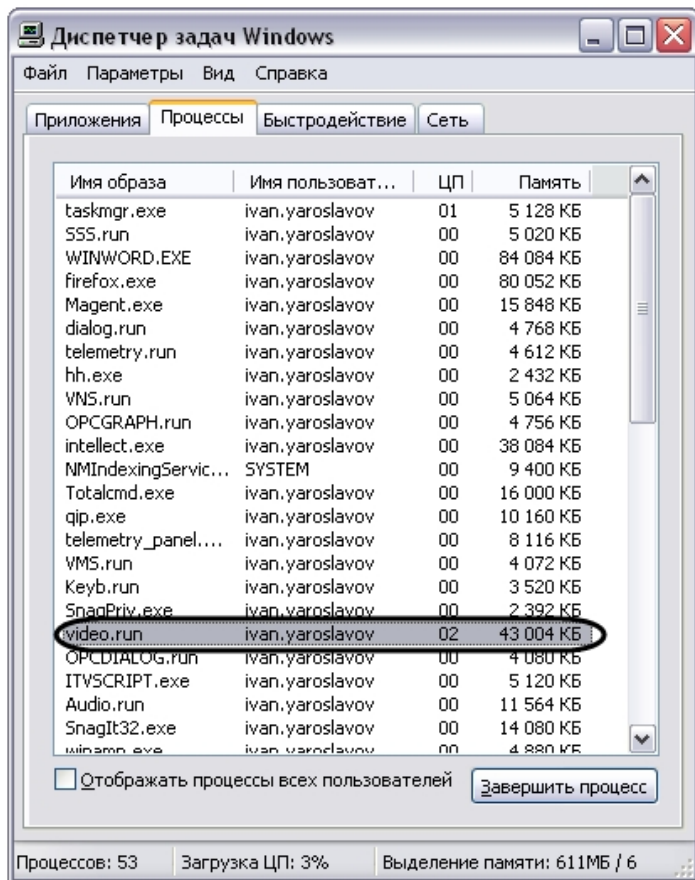 Диспетчер задач Windows
Файл Параметры Вид Справка
Приложения Процессы Быстродействие Сеть
Имя образа Имя пользоват... ЦП Память
taskmgr.exe ivan.yaroslavov 01 5 128 КБ
SSS.run ivan.yaroslavov 00 5 020 КБ
WINWORD.EXE ivan.yaroslavov 00 84 084 КБ
firefox.exe ivan.yaroslavov 00 80 052 КБ
Magent.exe ivan.yaroslavov 00 15 848 КБ
dialog.run ivan.yaroslavov 00 4 768 КБ
telemetry.run ivan.yaroslavov 00 4 612 КБ
hh.exe ivan.yaroslavov 00 2 432 КБ
VNS.run ivan.yaroslavov 00 5 064 КБ
OPCGRAPH.run ivan.yaroslavov 00 4 756 КБ
intellect.exe ivan.yaroslavov 00 38 084 КБ
NMIndexingServic... SYSTEM 00 9 400 КБ
Totalcmd.exe ivan.yaroslavov 00 16 000 КБ
qip.exe ivan.yaroslavov 00 10 160 КБ
telemetry_panel.... ivan.yaroslavov 00 8 116 КБ
VMS.run ivan.yaroslavov 00 4 072 КБ
Keyb.run ivan.yaroslavov 00 3 520 КБ
SnagPriv.exe ivan.yaroslavov 00 2 392 КБ
video.run ivan.yaroslavov 02 43 004 КБ
OPCDIALOG.run ivan.yaroslavov 00 4 080 КБ
ITVSCRIPT.exe ivan.yaroslavov 00 5 120 КБ
Audio.run ivan.yaroslavov 00 11 564 КБ
SnagIt32.exe ivan.yaroslavov 00 14 080 КБ
winamp.exe ivan.yaroslavov 00 4 880 КБ
Отображать процессы всех пользователей Завершить процесс
Процессов: 53 Загрузка ЦП: 3% Выделение памяти: 611МБ / 6